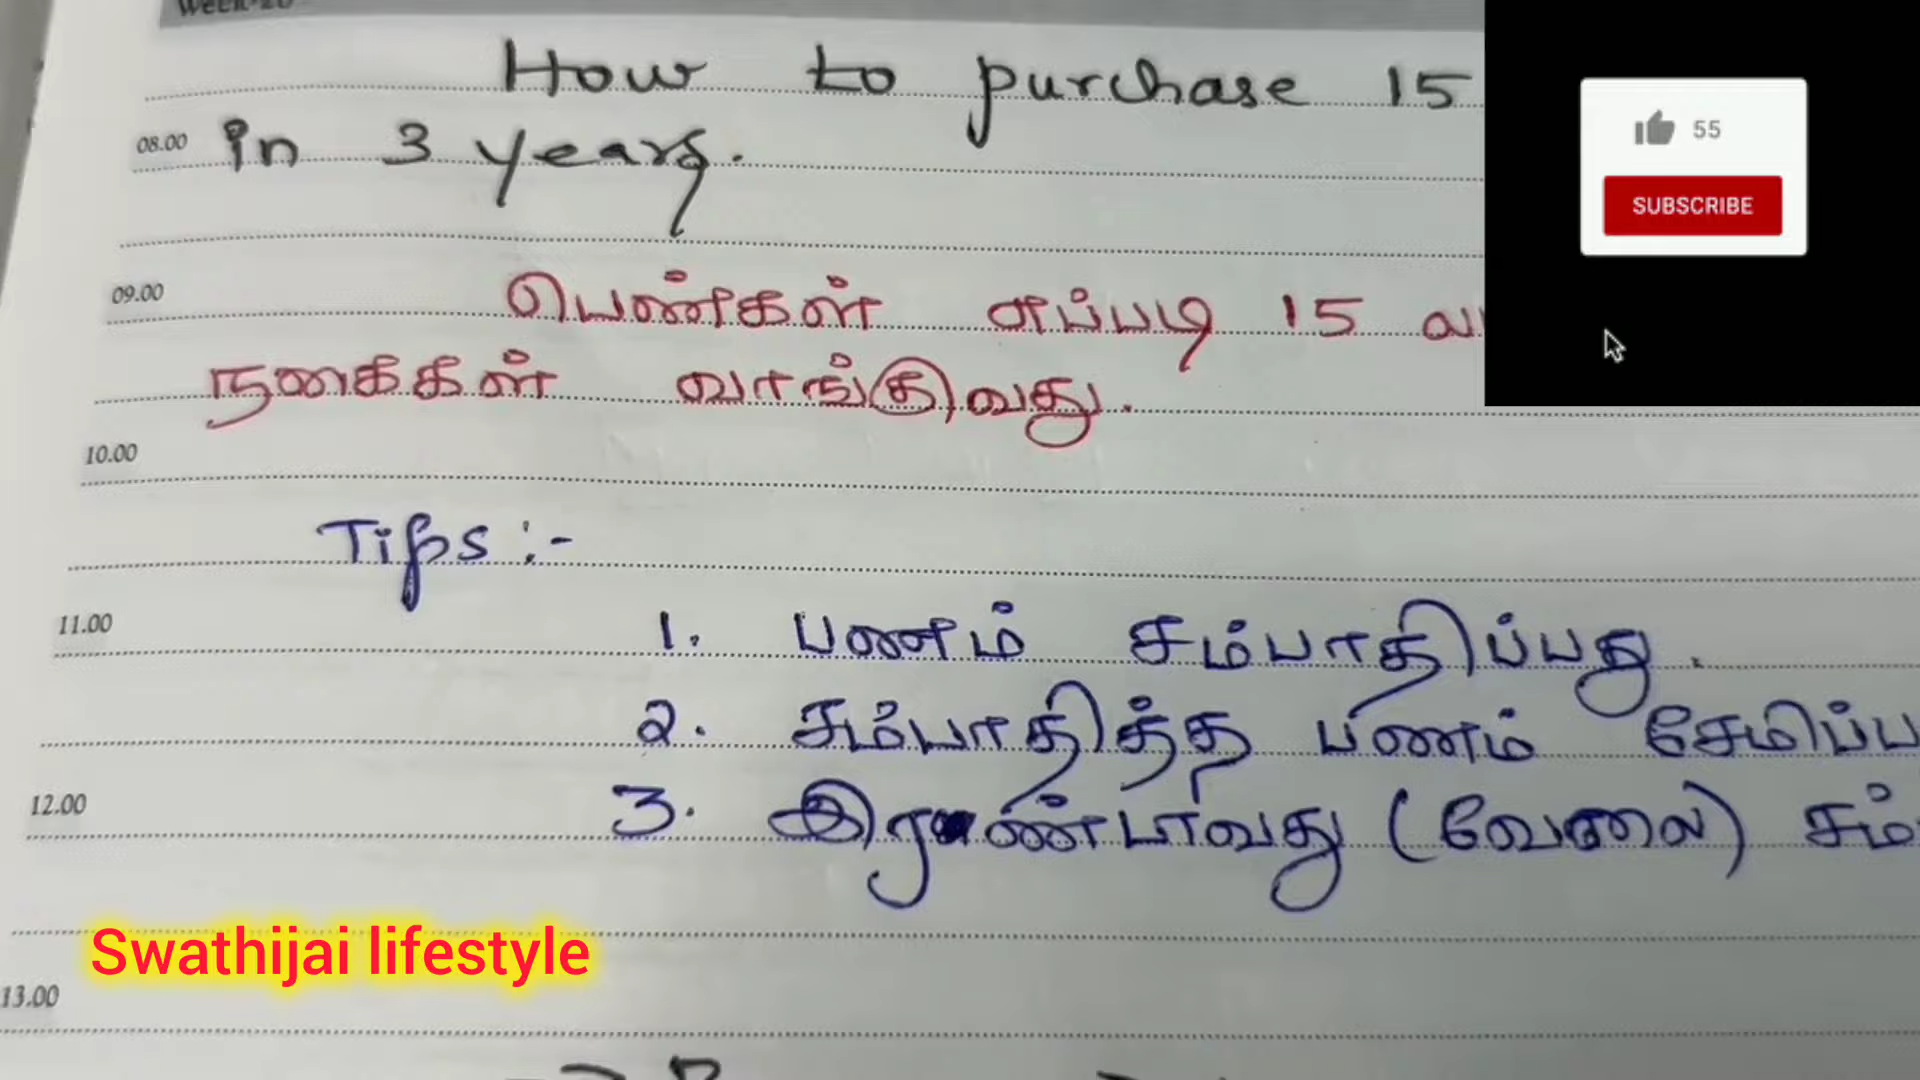 How to purchase 15
55
08.00 in 3 years.
SUBSCRIBE
09.00 பெண்கள் எப்படி 15
நகைகள் வாங்குவது.
10.00
Tips :-
11.00 1. பணம் சம்பாதிப்பது.
2. சம்பாதித்த பணம் சேமிப்ப
12.00 3. இரண்டாவது (வேலை) சம்
Swathijai lifestyle
13.00